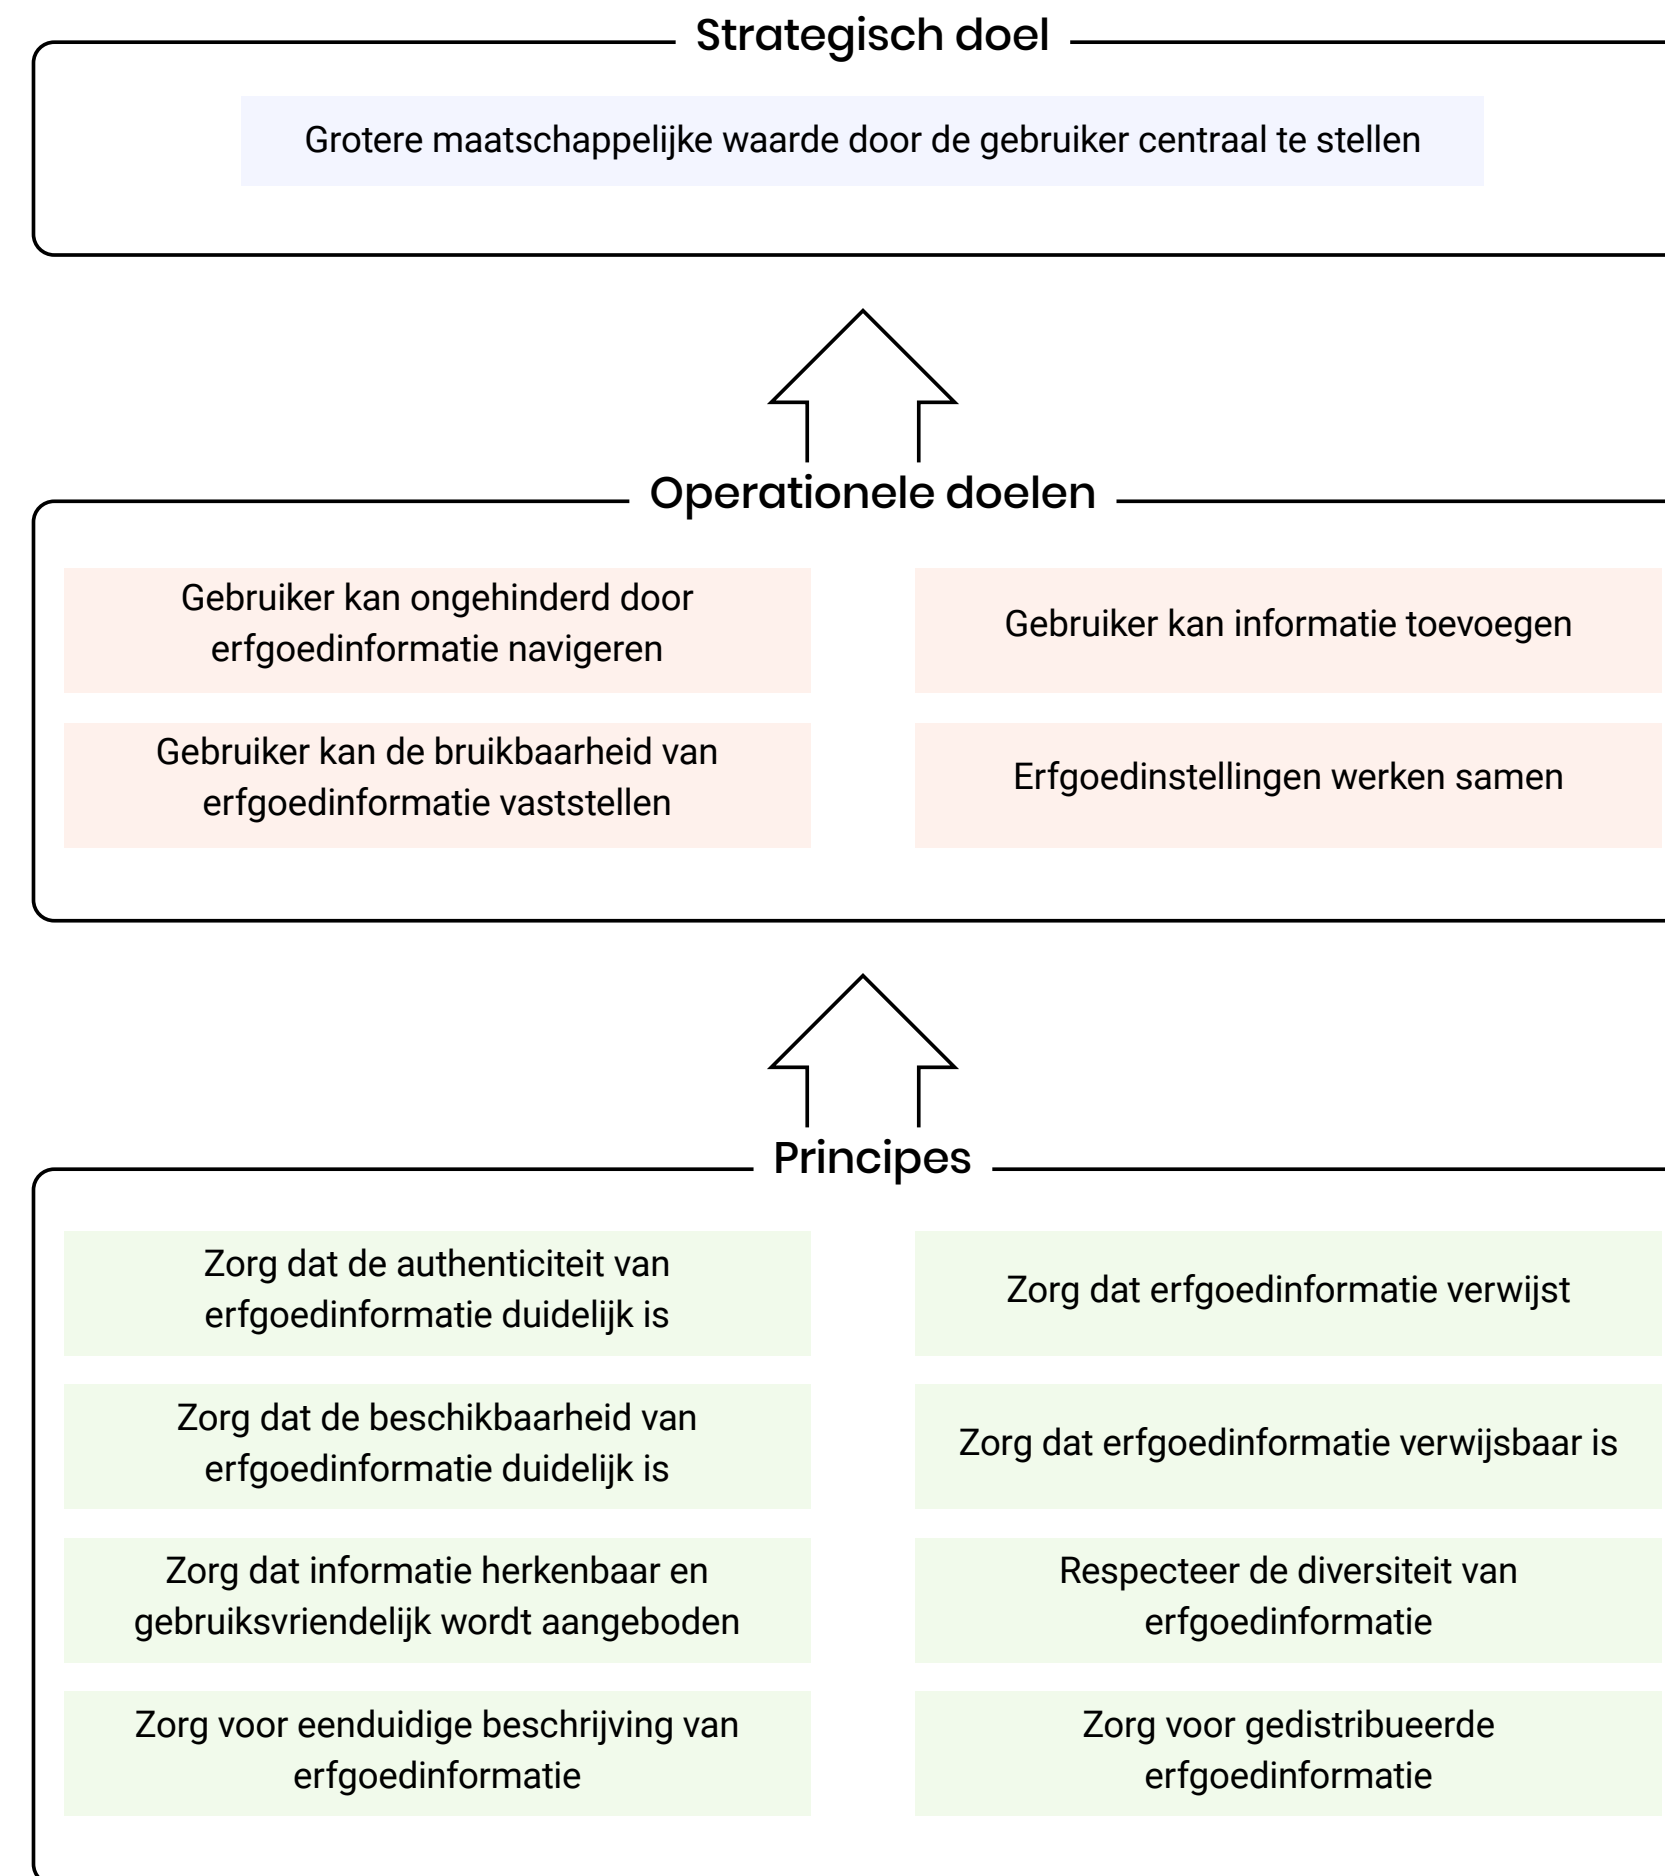 Strategisch doel
Grotere maatschappelijke waarde door de gebruiker centraal te stellen
Operationele doelen
Gebruiker kan ongehinderd door
erfgoedinformatie navigeren
Gebruiker kan informatie toevoegen
Gebruiker kan de bruikbaarheid van
erfgoedinformatie vaststellen
Erfgoedinstellingen werken samen
Principes
Zorg dat de authenticiteit van
erfgoedinformatie duidelijk is
Zorg dat erfgoedinformatie verwijst
Zorg dat de beschikbaarheid van
erfgoedinformatie duidelijk is
Zorg dat erfgoedinformatie verwijsbaar is
Zorg dat informatie herkenbaar en
gebruiksvriendelijk wordt aangeboden
Respecteer de diversiteit van
erfgoedinformatie
Zorg voor eenduidige beschrijving van
erfgoedinformatie
Zorg voor gedistribueerde
erfgoedinformatie